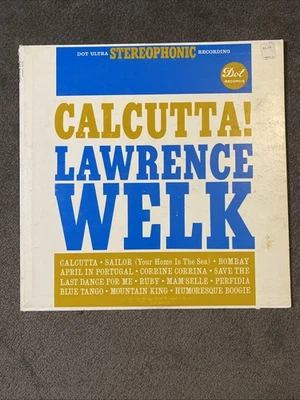 DOT ULTRA STEREOPHONIC RECORDING
Dot
RECORDS
CALCUTTA!
LAWRENCE
WELK
CALCUTTA • SAILOR (Your Home Is The Sea) • BOMBAY
APRIL IN PORTUGAL • CORRINE CORRINA • SAVE THE
LAST DANCE FOR ME • RUBY • MAM'SELLE • PERFIDIA
BLUE TANGO • MOUNTAIN KING • HUMORESQUE BOOGIE